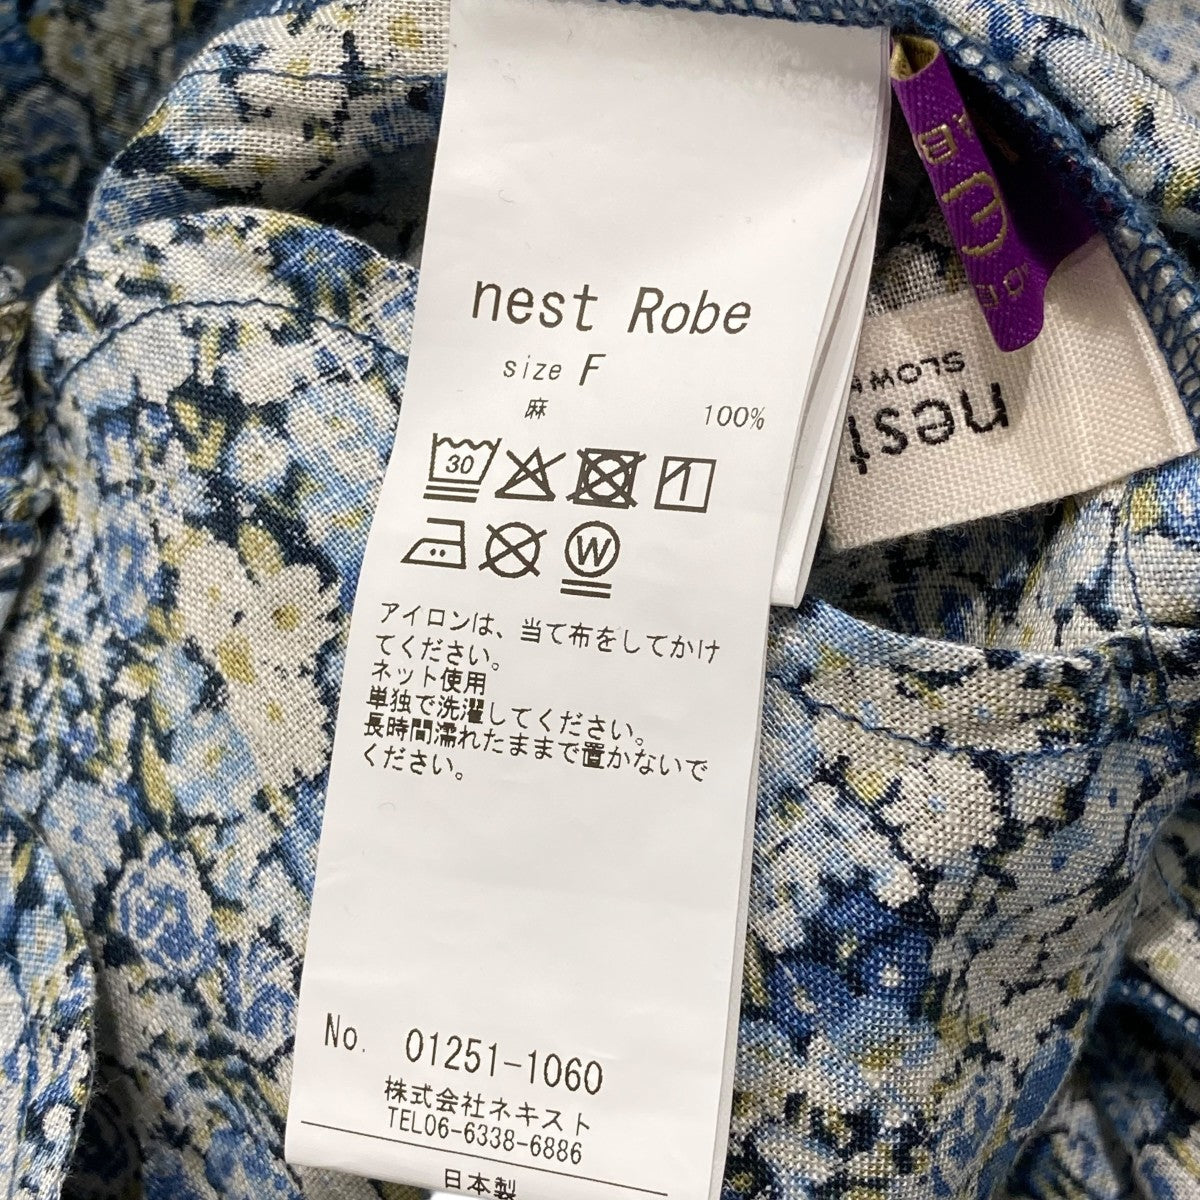 nest Robe
size F
麻 100%
30
W
アイロンは、当て布をしてかけ
てください。
ネット使用
単独で洗濯してください。
長時間濡れたままで置かないで
ください。
No. 01251-1060
株式会社ネキスト
TEL06-6338-6886
日本製
nest